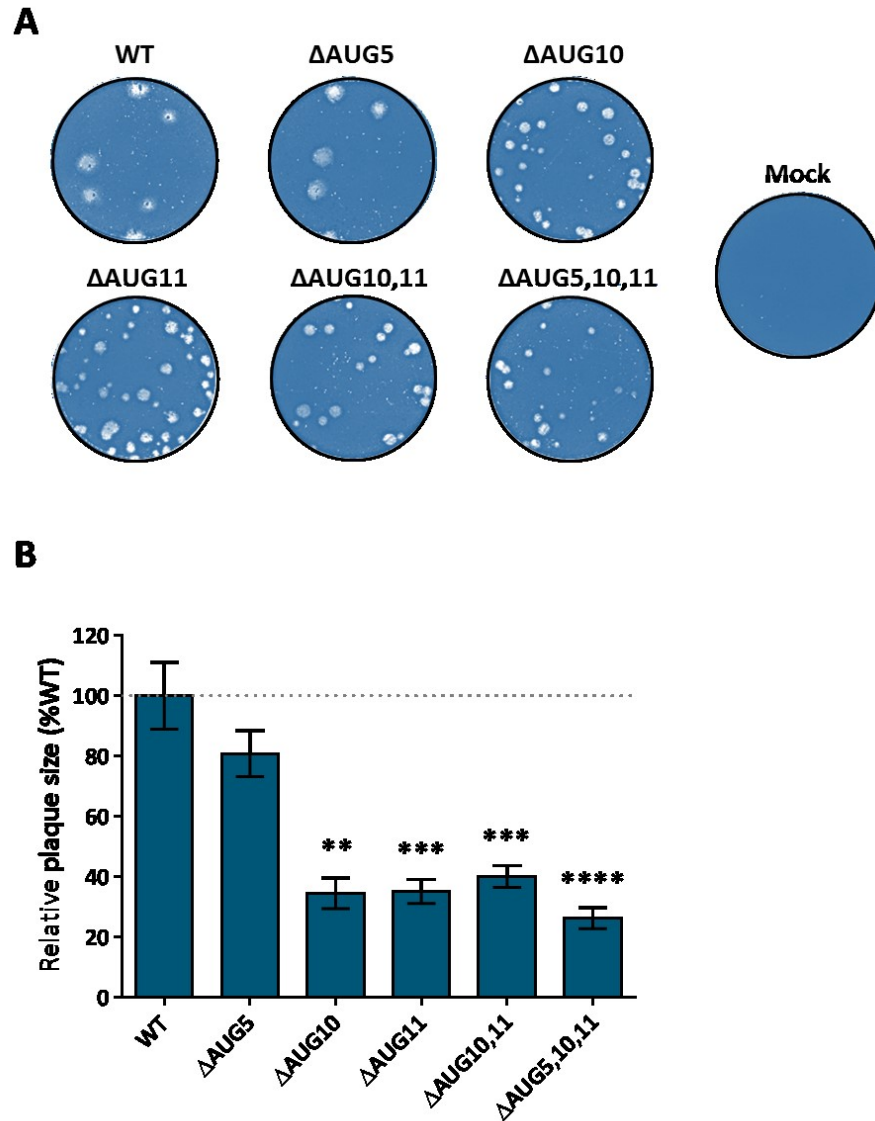 A
WT
ΔAUG5
ΔAUG10
Mock
ΔAUG11
ΔAUG10,11
ΔAUG5,10,11
B
Relative plaque size (%WT)
120
100
80
60
40
20
0
**
***
***
****
WT
ΔAUG5
ΔAUG10
ΔAUG11
ΔAUG10,11
ΔAUG5,10,11